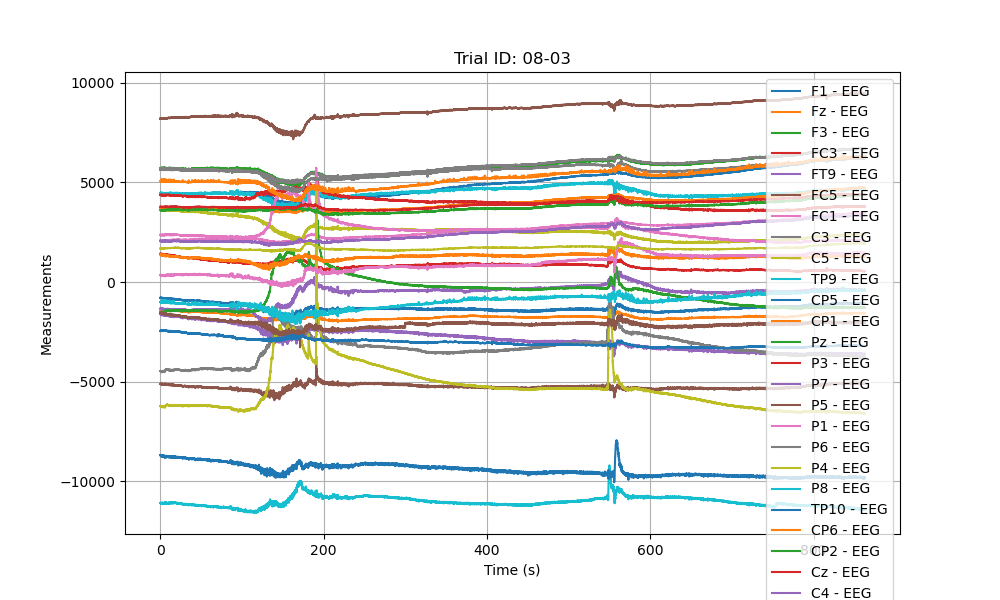 Trial ID: 08-03
Measurements
10000
5000
0
−5000
−10000
0
200
400
600
Time (s)
F1 - EEG
Fz - EEG
F3 - EEG
FC3 - EEG
FT9 - EEG
FC5 - EEG
FC1 - EEG
C3 - EEG
C5 - EEG
TP9 - EEG
CP5 - EEG
CP1 - EEG
Pz - EEG
P3 - EEG
P7 - EEG
P5 - EEG
P1 - EEG
P6 - EEG
P4 - EEG
P8 - EEG
TP10 - EEG
CP6 - EEG
CP2 - EEG
Cz - EEG
C4 - EEG